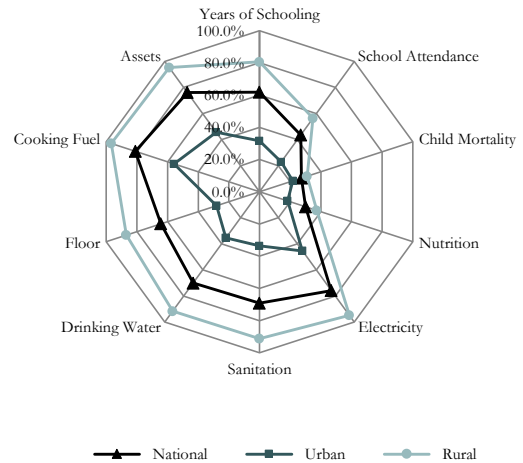 Years of Schooling
100.0%
Assets
80.0%
School Attendance
60.0%
40.0%
Cooking Fuel
Child Mortality
20.0%
0.0%
Floor
Nutrition
Drinking Water
Electricity
Sanitation
National Urban Rural